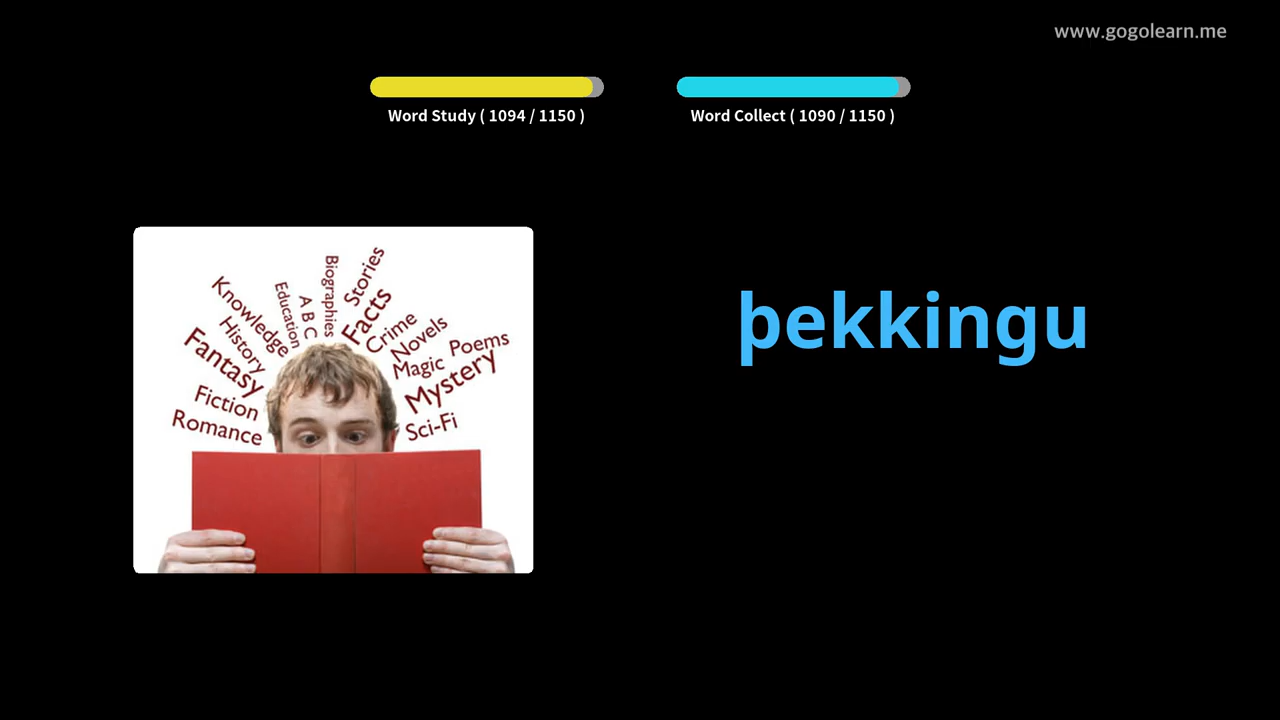 www.gogolearn.me
Word Study ( 1094 / 1150 )
Word Collect ( 1090 / 1150 )
Romance
Fiction
Fantasy
History
Knowledge
Education
A B C
Biographies
Stories
Facts
Crime
Novels
Magic
Poems
Mystery
Sci-Fi
þekkingu